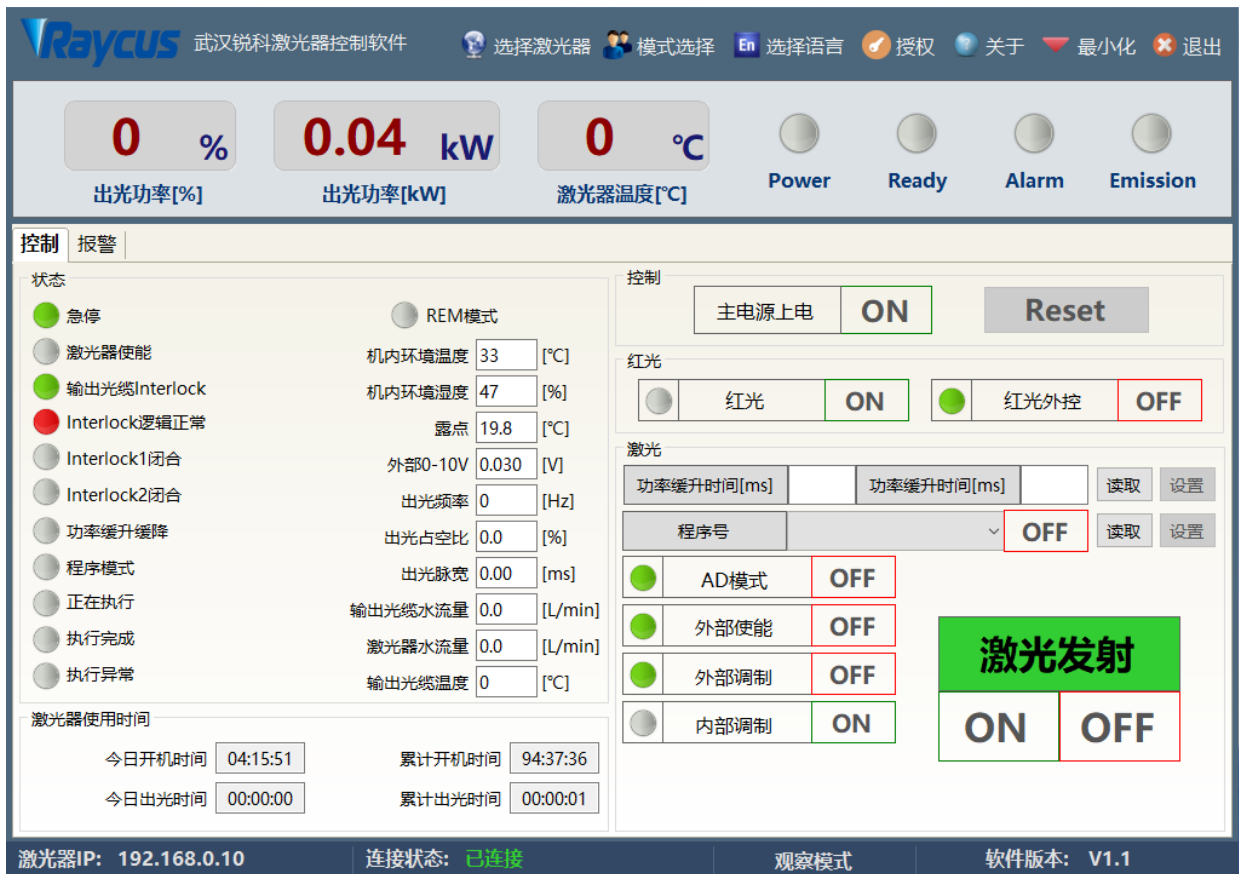 Raycus 武汉锐科激光器控制软件 选择激光器 模式选择 En 选择语言 授权 关于 最小化 退出
0 % 0.04 kW 0 ℃
出光功率[%] 出光功率[kW] 激光器温度[℃] Power Ready Alarm Emission
控制 报警
状态
急停 REM模式
激光器使能 机内环境温度 33 [℃]
输出光缆Interlock 机内环境湿度 47 [%]
Interlock逻辑正常 露点 19.8 [℃]
Interlock1闭合 外部0-10V 0.030 [V]
Interlock2闭合 出光频率 0 [Hz]
功率缓升缓降 出光占空比 0.0 [%]
程序模式 出光脉宽 0.00 [ms]
正在执行 输出光缆水流量 0.0 [L/min]
执行完成 激光器水流量 0.0 [L/min]
执行异常 输出光缆温度 0 [℃]
激光器使用时间
今日开机时间 04:15:51 累计开机时间 94:37:36
今日出光时间 00:00:00 累计出光时间 00:00:01
控制
主电源上电 ON Reset
红光
红光 ON 红光外控 OFF
激光
功率缓升时间[ms] 功率缓升时间[ms] 读取 设置
程序号 OFF 读取 设置
AD模式 OFF
外部使能 OFF
外部调制 OFF
内部调制 ON
激光发射
ON OFF
激光器IP: 192.168.0.10 连接状态: 已连接 观察模式 软件版本: V1.1